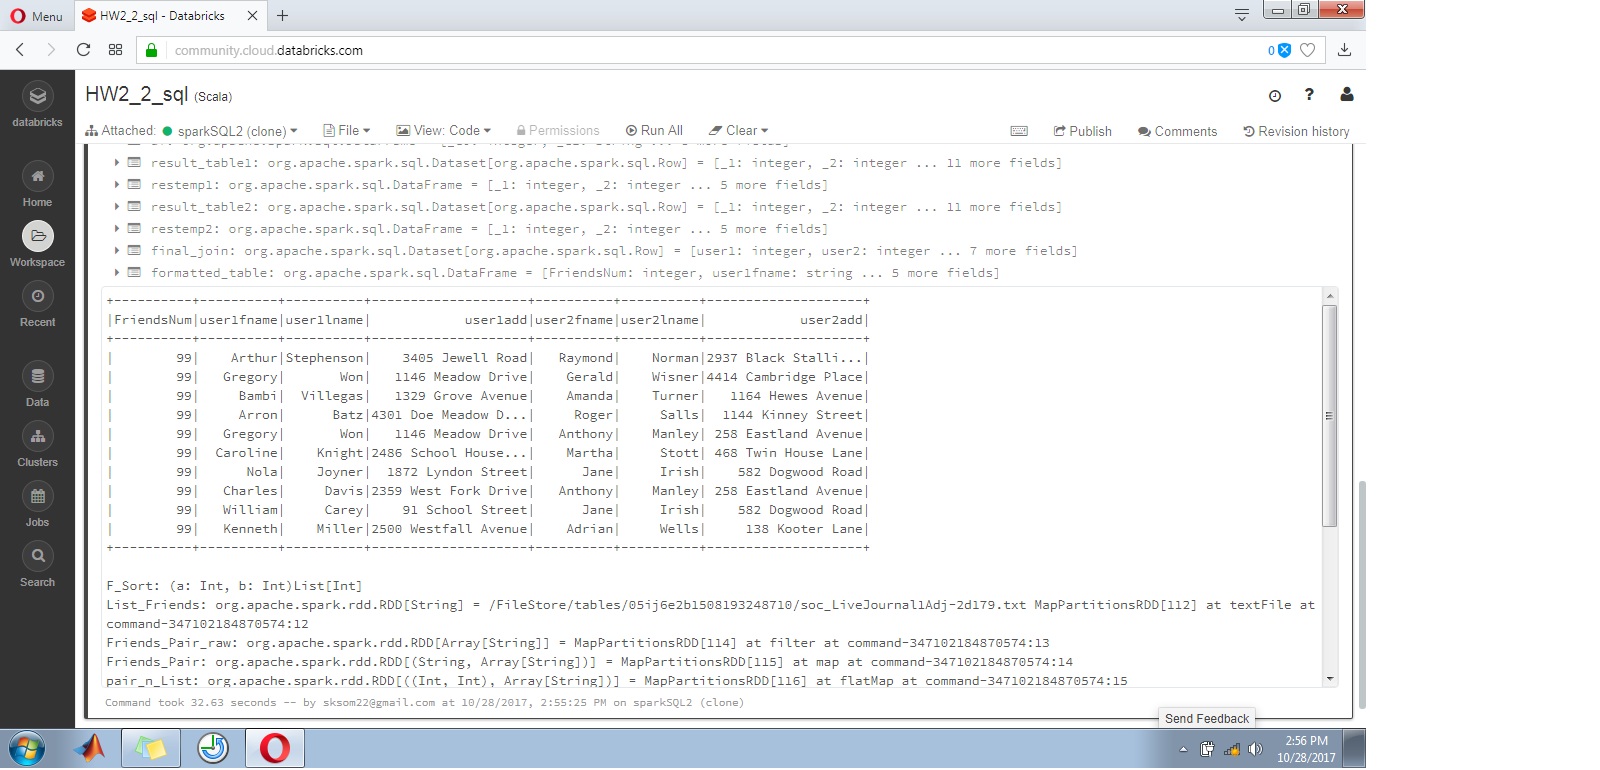 Menu
HW2_2_sql - Databricks
community.cloud.databricks.com
0
databricks
Home
Workspace
Recent
Data
Clusters
Jobs
Search
HW2_2_sql (Scala)
Attached: sparkSQL2 (clone) File View: Code Permissions Run All Clear Publish Comments Revision history
result_table1: org.apache.spark.sql.Dataset[org.apache.spark.sql.Row] = [_1: integer, _2: integer ... 11 more fields]
restemp1: org.apache.spark.sql.DataFrame = [_1: integer, _2: integer ... 5 more fields]
result_table2: org.apache.spark.sql.Dataset[org.apache.spark.sql.Row] = [_1: integer, _2: integer ... 11 more fields]
restemp2: org.apache.spark.sql.DataFrame = [_1: integer, _2: integer ... 5 more fields]
final_join: org.apache.spark.sql.Dataset[org.apache.spark.sql.Row] = [user1: integer, user2: integer ... 7 more fields]
formatted_table: org.apache.spark.sql.DataFrame = [FriendsNum: integer, user1fname: string ... 5 more fields]
+----------+----------+----------+--------------------+----------+----------+--------------------+
|FriendsNum|user1fname|user1lname|            user1add|user2fname|user2lname|            user2add|
+----------+----------+----------+--------------------+----------+----------+--------------------+
|        99|    Arthur|Stephenson|    3405 Jewell Road|   Raymond|    Norman|2937 Black Stalli...|
|        99|   Gregory|       Won|   1146 Meadow Drive|    Gerald|    Wisner|4414 Cambridge Place|
|        99|     Bambi|  Villegas|   1329 Grove Avenue|    Amanda|    Turner|   1164 Hewes Avenue|
|        99|     Arron|      Batz|4301 Doe Meadow D...|     Roger|     Salls|  1144 Kinney Street|
|        99|   Gregory|       Won|   1146 Meadow Drive|   Anthony|    Manley| 258 Eastland Avenue|
|        99|  Caroline|    Knight|2486 School House...|    Martha|     Stott| 468 Twin House Lane|
|        99|      Nola|    Joyner|  1872 Lyndon Street|      Jane|     Irish|    582 Dogwood Road|
|        99|   Charles|     Davis|2359 West Fork Drive|   Anthony|    Manley| 258 Eastland Avenue|
|        99|   William|     Carey|    91 School Street|      Jane|     Irish|    582 Dogwood Road|
|        99|   Kenneth|    Miller|2500 Westfall Avenue|    Adrian|     Wells|     138 Kooter Lane|
+----------+----------+----------+--------------------+----------+----------+--------------------+
F_Sort: (a: Int, b: Int)List[Int]
List_Friends: org.apache.spark.rdd.RDD[String] = /FileStore/tables/05ij6e2b1508193248710/soc_LiveJournal1Adj-2d179.txt MapPartitionsRDD[112] at textFile at
command-347102184870574:12
Friends_Pair_raw: org.apache.spark.rdd.RDD[Array[String]] = MapPartitionsRDD[114] at filter at command-347102184870574:13
Friends_Pair: org.apache.spark.rdd.RDD[(String, Array[String])] = MapPartitionsRDD[115] at map at command-347102184870574:14
pair_n_List: org.apache.spark.rdd.RDD[((Int, Int), Array[String])] = MapPartitionsRDD[116] at flatMap at command-347102184870574:15
Command took 32.63 seconds -- by sksom22@gmail.com at 10/28/2017, 2:55:25 PM on sparkSQL2 (clone)
Send Feedback
2:56 PM
10/28/2017